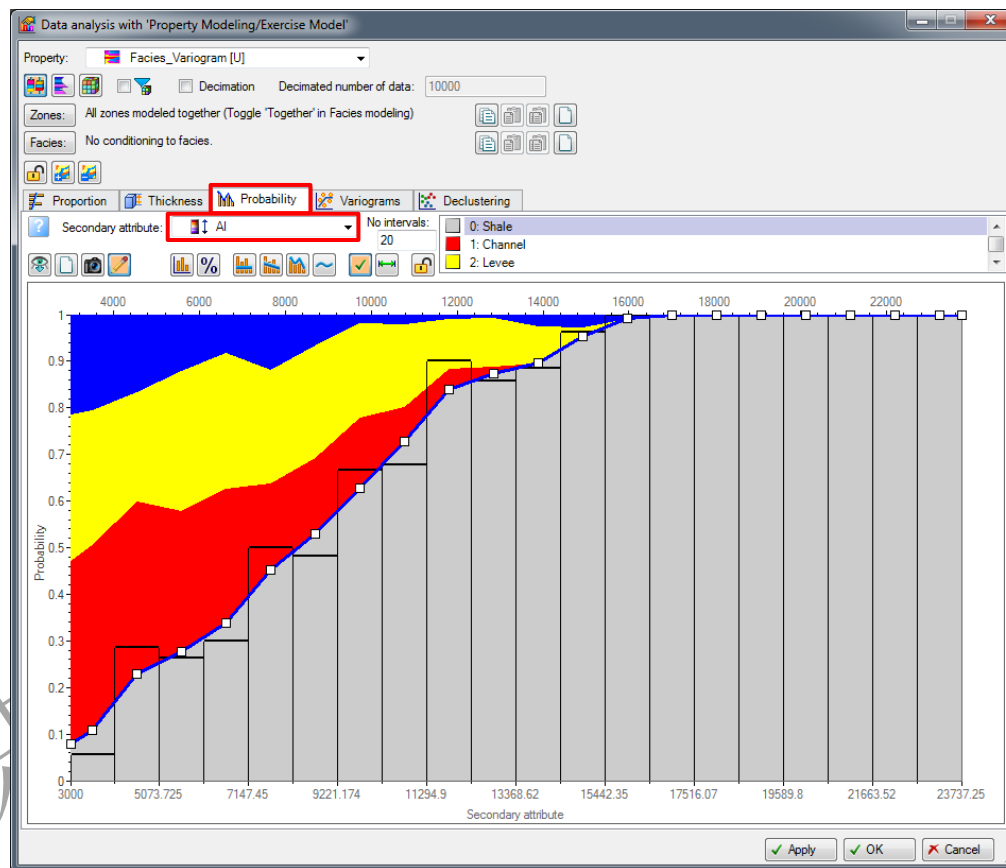 Data analysis with 'Property Modeling/Exercise Model'
Property: Facies_Variogram [U]
Decimation Decimated number of data: 10000
Zones: All zones modeled together (Toggle 'Together' in Facies modeling)
Facies: No conditioning to facies.
Proportion Thickness Probability Variograms Declustering
Secondary attribute: AI No intervals: 20
0: Shale
1: Channel
2: Levee
%
4000 6000 8000 10000 12000 14000 16000 18000 20000 22000
1
0.9
0.8
0.7
0.6
0.5
0.4
0.3
0.2
0.1
0
Probability
3000 5073.725 7147.45 9221.174 11294.9 13368.62 15442.35 17516.07 19589.8 21663.52 23737.25
Secondary attribute
Apply OK Cancel